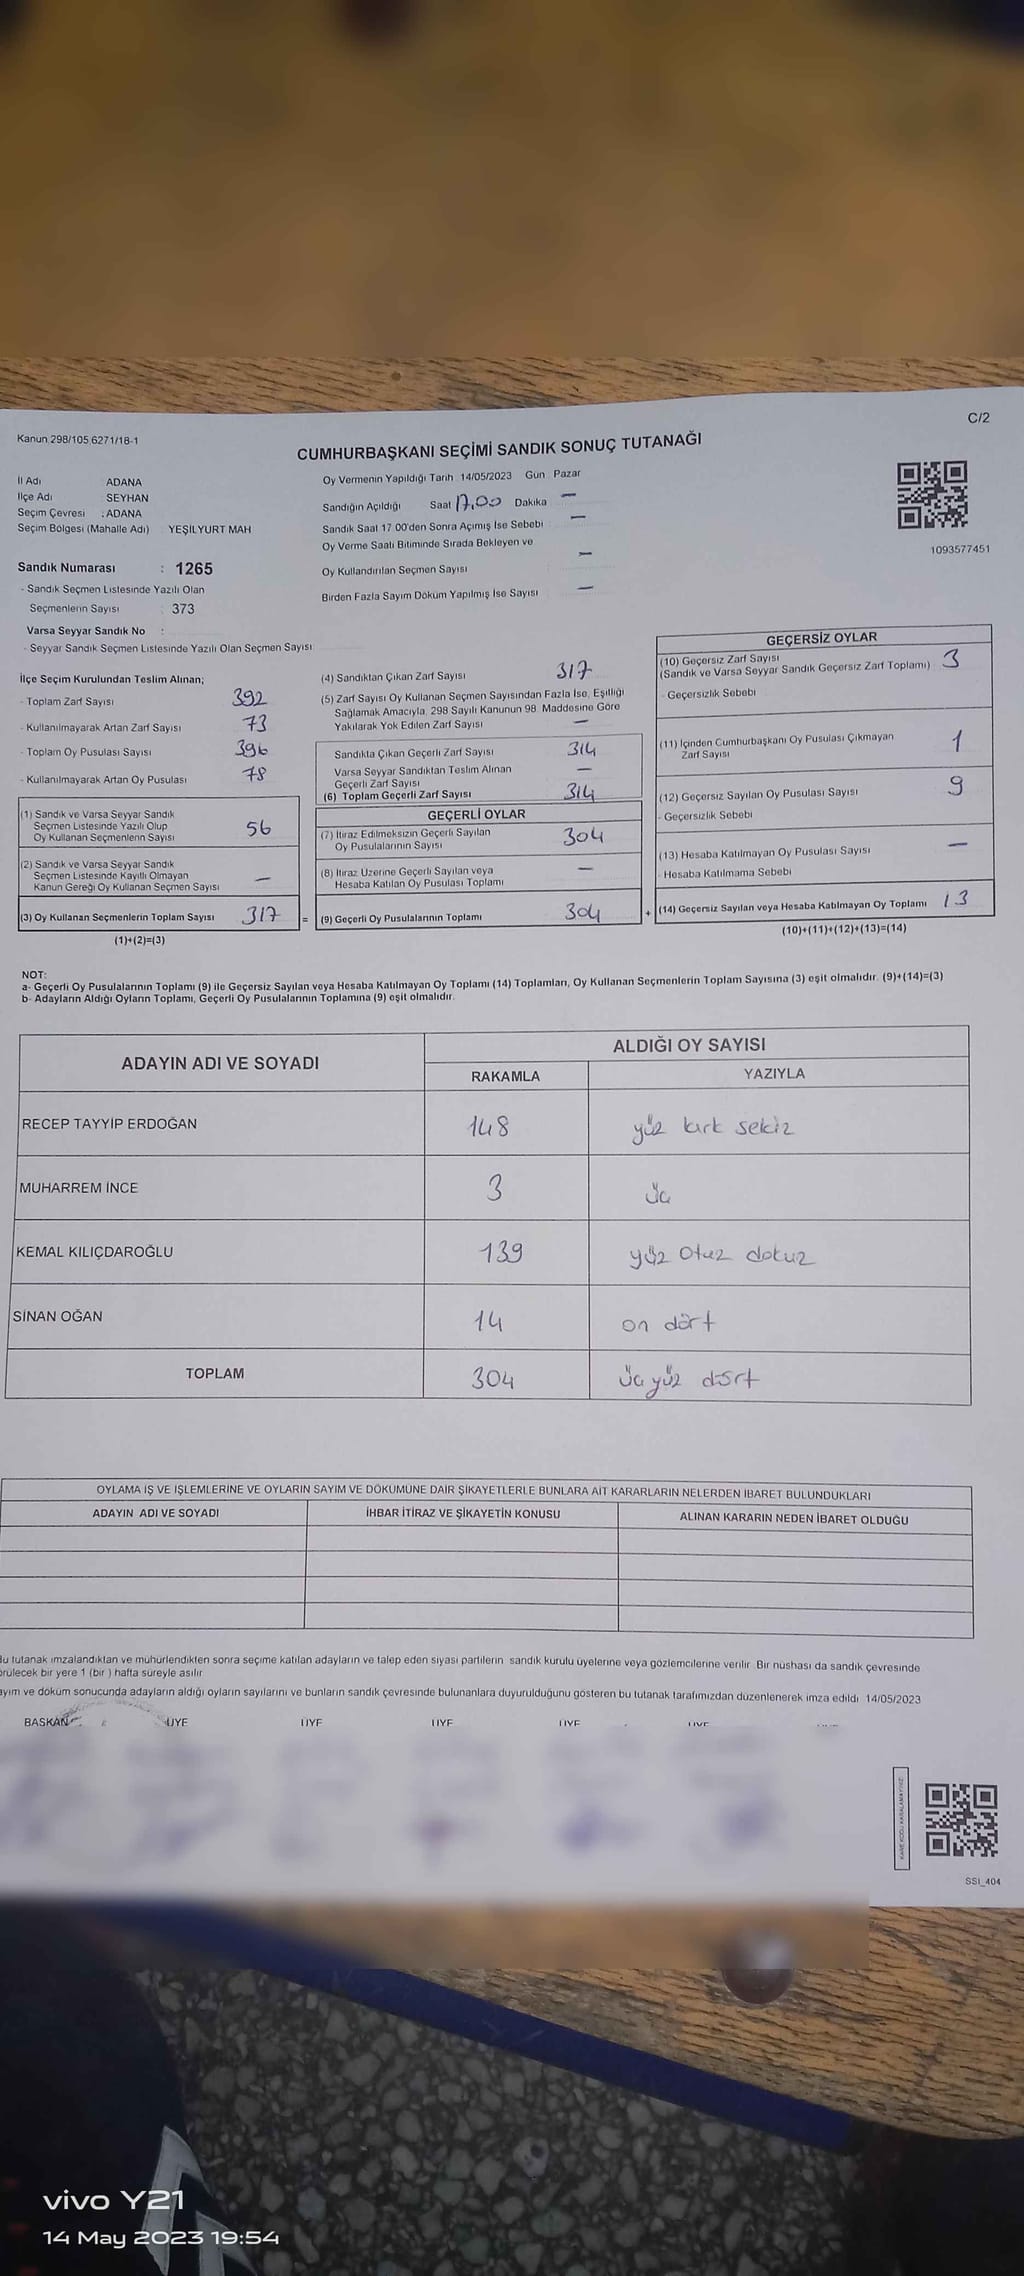 C/2
Kanun 298/105 6271/18-1
CUMHURBAŞKANI SEÇİMİ SANDIK SONUÇ TUTANAĞI
İl Adı ADANA
İlçe Adı : SEYHAN
Seçim Çevresi : ADANA
Seçim Bölgesi (Mahalle Adı) : YEŞİLYURT MAH
Sandık Numarası : 1265
- Sandık Seçmen Listesinde Yazılı Olan
Seçmenlerin Sayısı : 373
Varsa Seyyar Sandık No :
- Seyyar Sandık Seçmen Listesinde Yazılı Olan Seçmen Sayısı
Oy Vermenin Yapıldığı Tarih 14/05/2023 Gün Pazar
Sandığın Açıldığı Saat 17,00 Dakika —
Sandık Saat 17 00'den Sonra Açımış İse Sebebi —
Oy Verme Saati Bitiminde Sırada Bekleyen ve
Oy Kullandırılan Seçmen Sayısı —
Birden Fazla Sayım Döküm Yapılmış İse Sayısı —
1093577451
İlçe Seçim Kurulundan Teslim Alınan;
- Toplam Zarf Sayısı 392
- Kullanılmayarak Artan Zarf Sayısı 73
- Toplam Oy Pusulası Sayısı 396
- Kullanılmayarak Artan Oy Pusulası 78
(1) Sandık ve Varsa Seyyar Sandık
Seçmen Listesinde Yazılı Olup
Oy Kullanan Seçmenlerin Sayısı 56
(2) Sandık ve Varsa Seyyar Sandık
Seçmen Listesinde Kayıtlı Olmayan
Kanun Gereği Oy Kullanan Seçmen Sayısı —
(3) Oy Kullanan Seçmenlerin Toplam Sayısı 317
(1)+(2)=(3)
(4) Sandıktan Çıkan Zarf Sayısı 317
(5) Zarf Sayısı Oy Kullanan Seçmen Sayısından Fazla İse, Eşitliği
Sağlamak Amacıyla, 298 Sayılı Kanunun 98. Maddesine Göre
Yakılarak Yok Edilen Zarf Sayısı —
Sandıkta Çıkan Geçerli Zarf Sayısı 314
Varsa Seyyar Sandıktan Teslim Alınan
Geçerli Zarf Sayısı —
(6) Toplam Geçerli Zarf Sayısı 314
GEÇERLİ OYLAR
(7) İtiraz Edilmeksizin Geçerli Sayılan
Oy Pusulalarının Sayısı 304
(8) İtiraz Üzerine Geçerli Sayılan veya
Hesaba Katılan Oy Pusulası Toplamı —
= (9) Geçerli Oy Pusulalarının Toplamı 304
GEÇERSİZ OYLAR
(10) Geçersiz Zarf Sayısı
(Sandık ve Varsa Seyyar Sandık Geçersiz Zarf Toplamı) 3
- Geçersizlik Sebebi
(11) İçinden Cumhurbaşkanı Oy Pusulası Çıkmayan
Zarf Sayısı 1
(12) Geçersiz Sayılan Oy Pusulası Sayısı 9
- Geçersizlik Sebebi
(13) Hesaba Katılmayan Oy Pusulası Sayısı —
- Hesaba Katılmama Sebebi
+ (14) Geçersiz Sayılan veya Hesaba Katılmayan Oy Toplamı 13
(10)+(11)+(12)+(13)=(14)
NOT:
a- Geçerli Oy Pusulalarının Toplamı (9) ile Geçersiz Sayılan veya Hesaba Katılmayan Oy Toplamı (14) Toplamları, Oy Kullanan Seçmenlerin Toplam Sayısına (3) eşit olmalıdır. (9)+(14)=(3)
b- Adayların Aldığı Oyların Toplamı, Geçerli Oy Pusulalarının Toplamına (9) eşit olmalıdır.
ADAYIN ADI VE SOYADI ALDIĞI OY SAYISI
RAKAMLA YAZIYLA
RECEP TAYYİP ERDOĞAN 148 yüz kırk sekiz
MUHARREM İNCE 3 üç
KEMAL KILIÇDAROĞLU 139 yüz otuz dokuz
SİNAN OĞAN 14 on dört
TOPLAM 304 üç yüz dört
OYLAMA İŞ VE İŞLEMLERİNE VE OYLARIN SAYIM VE DÖKÜMÜNE DAİR ŞİKAYETLERLE BUNLARA AİT KARARLARIN NELERDEN İBARET BULUNDUKLARI
ADAYIN ADI VE SOYADI İHBAR İTİRAZ VE ŞİKAYETİN KONUSU ALINAN KARARIN NEDEN İBARET OLDUĞU
Bu tutanak imzalandıktan ve mühürlendikten sonra seçime katılan adayların ve talep eden siyasi partilerin sandık kurulu üyelerine veya gözlemcilerine verilir. Bir nüshası da sandık çevresinde
örülecek bir yere 1 (bir ) hafta süreyle asılır
ayım ve döküm sonucunda adayların aldığı oyların sayılarını ve bunların sandık çevresinde bulunanlara duyurulduğunu gösteren bu tutanak tarafımızdan düzenlenerek imza edildi 14/05/2023
BAŞKAN ÜYE ÜYE ÜYE ÜYE ÜYE
KARE KODU KARALAMAYINIZ!
SSI_404
vivo Y21
14 May 2023 19:54